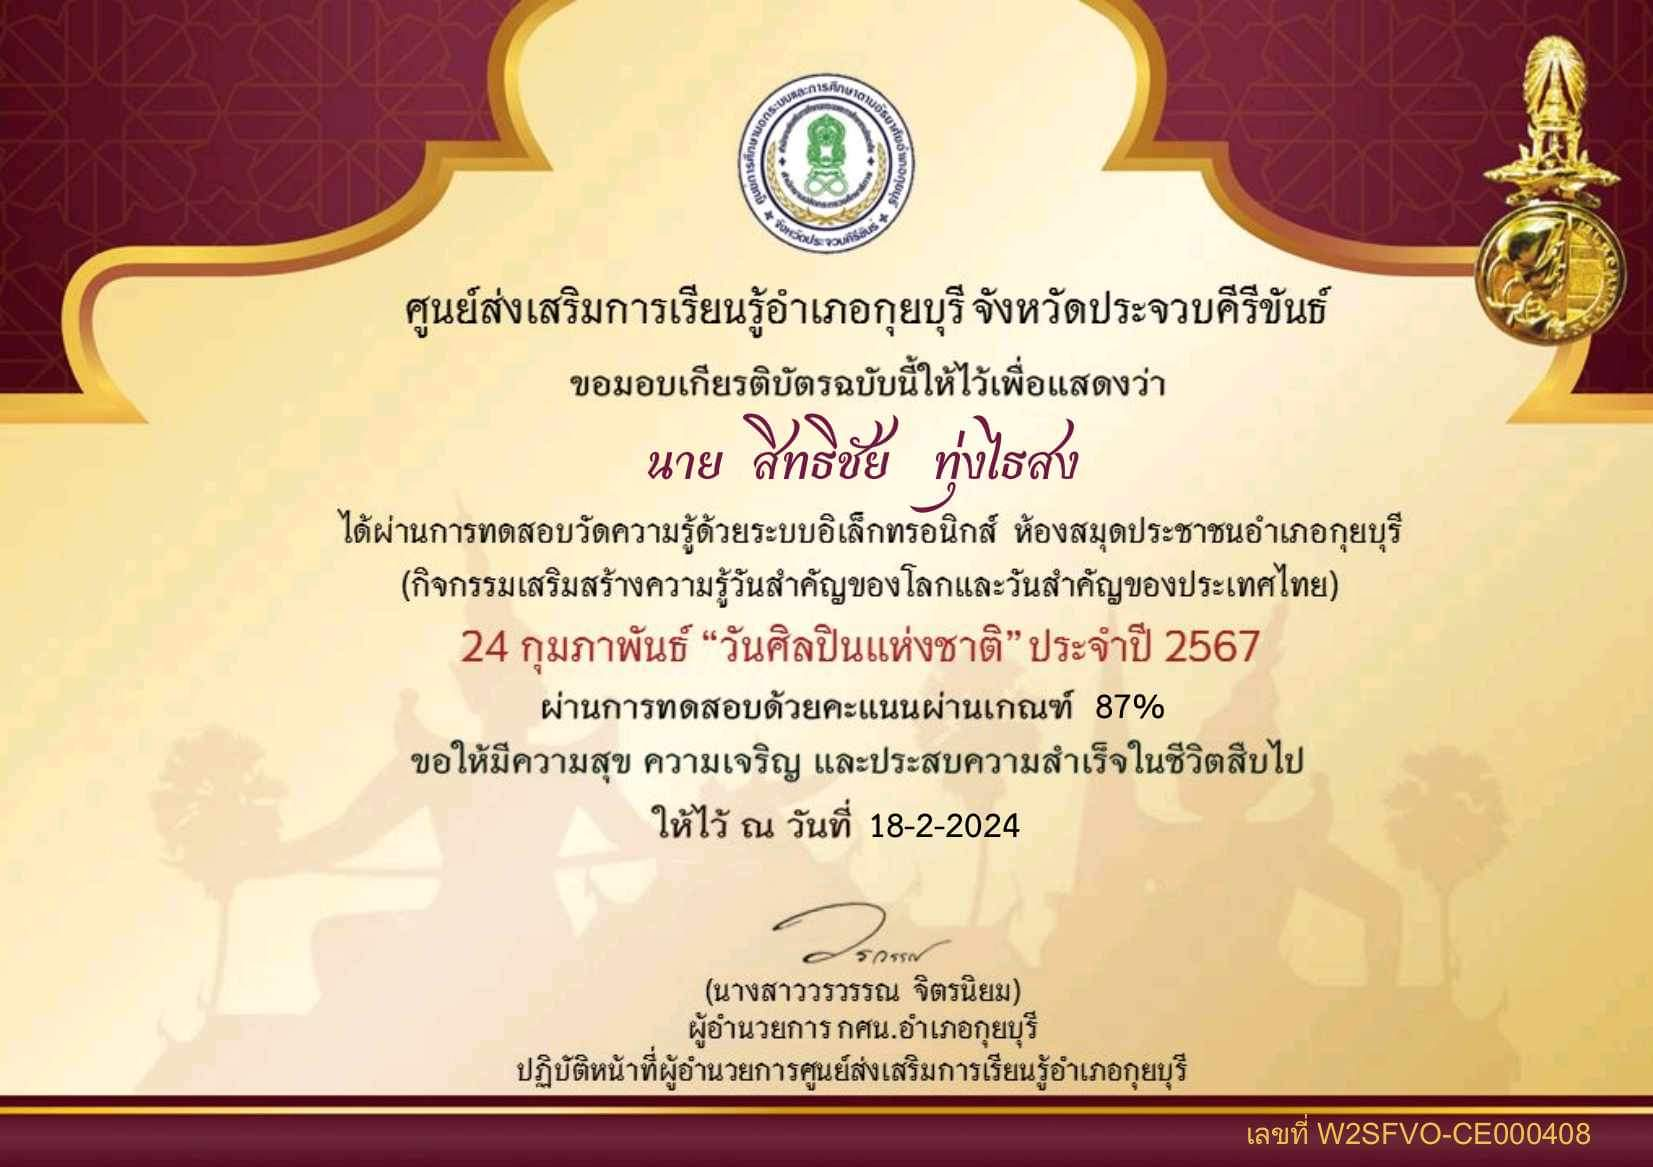 ศูนย์ส่งเสริมการเรียนรู้อำเภอกุยบุรี จังหวัดประจวบคีรีขันธ์
ขอมอบเกียรติบัตรฉบับนี้ให้ไว้เพื่อแสดงว่า
นาย สิทธิชัย ทุ่งไธสง
ได้ผ่านการทดสอบวัดความรู้ด้วยระบบอิเล็กทรอนิกส์ ห้องสมุดประชาชนอำเภอกุยบุรี
(กิจกรรมเสริมสร้างความรู้วันสำคัญของโลกและวันสำคัญของประเทศไทย)
24 กุมภาพันธ์ “วันศิลปินแห่งชาติ” ประจำปี 2567
ผ่านการทดสอบด้วยคะแนนผ่านเกณฑ์ 87%
ขอให้มีความสุข ความเจริญ และประสบความสำเร็จในชีวิตสืบไป
ให้ไว้ ณ วันที่ 18-2-2024
วรวรรณ
(นางสาววรวรรณ จิตรนิยม)
ผู้อำนวยการ กศน.อำเภอกุยบุรี
ปฏิบัติหน้าที่ผู้อำนวยการศูนย์ส่งเสริมการเรียนรู้อำเภอกุยบุรี
เลขที่ W2SFVO-CE000408